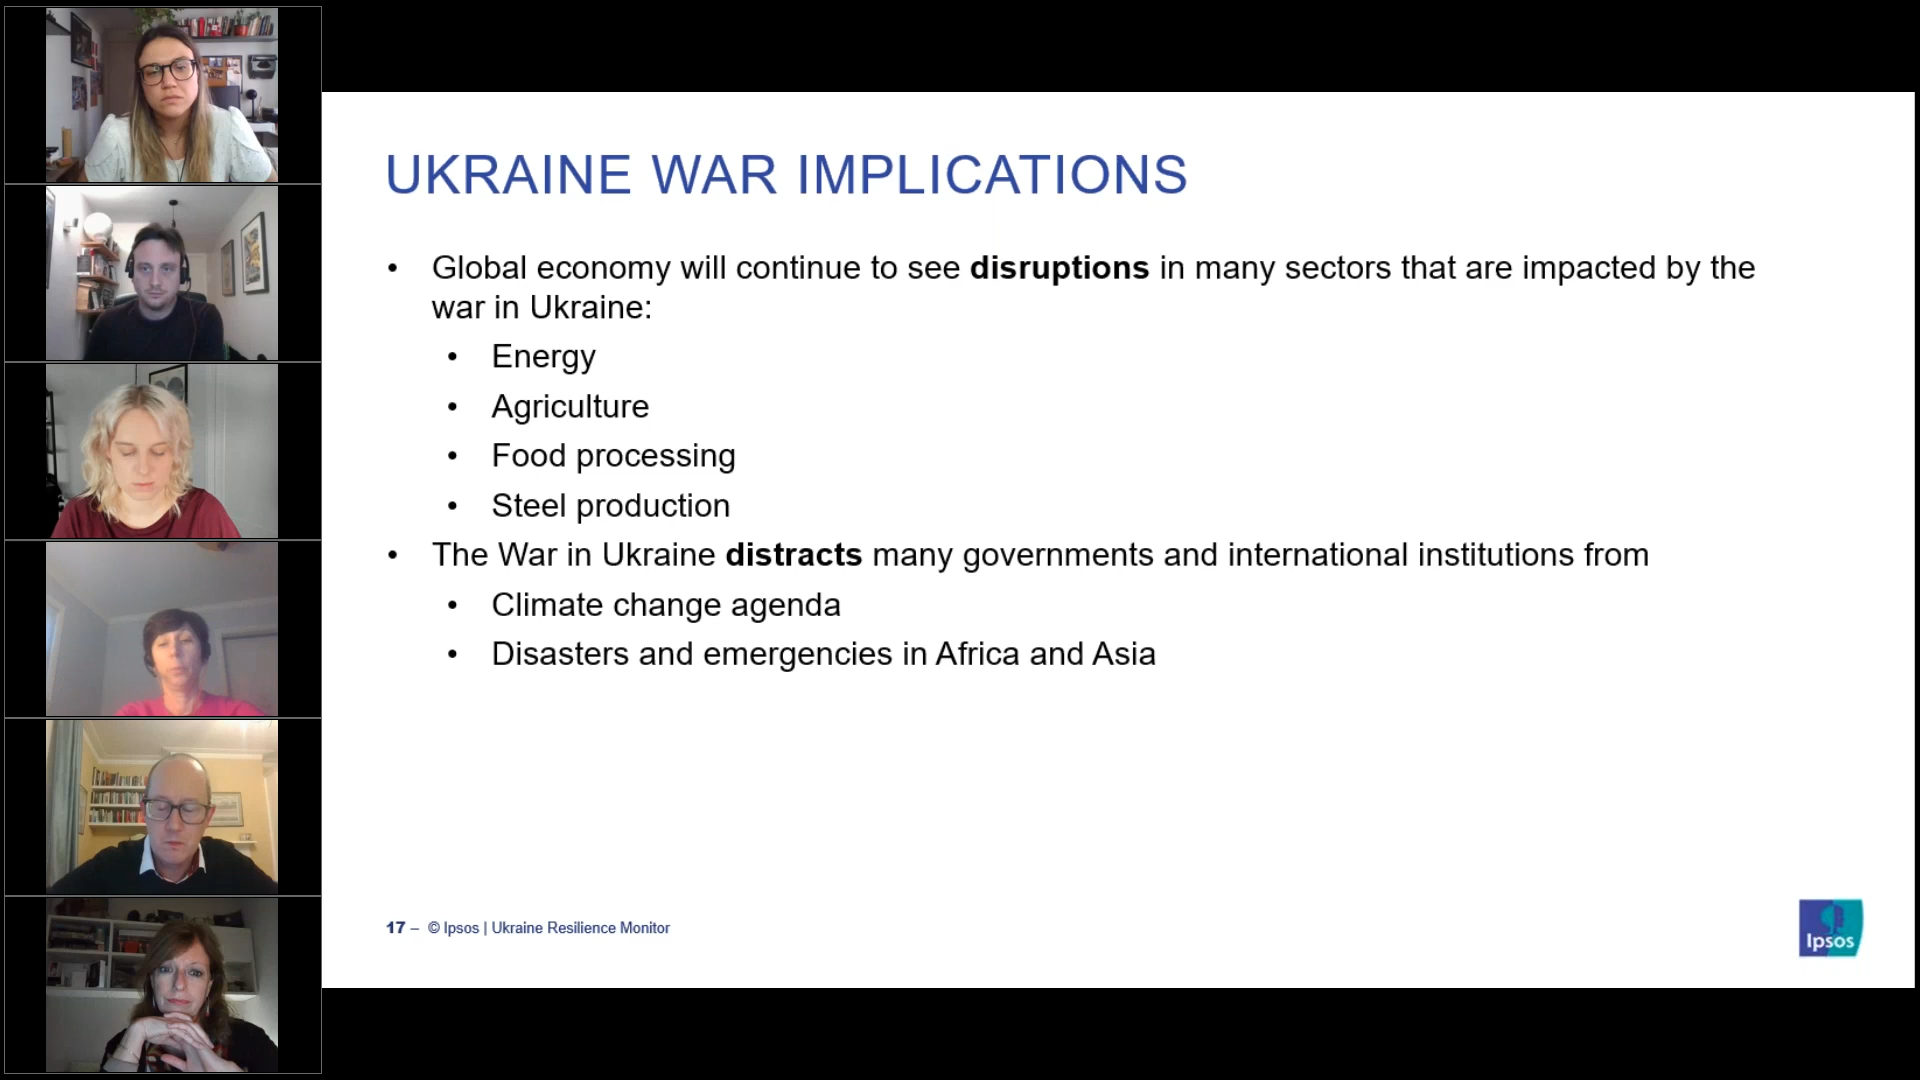 UKRAINE WAR IMPLICATIONS
• Global economy will continue to see disruptions in many sectors that are impacted by the
war in Ukraine:
• Energy
• Agriculture
• Food processing
• Steel production
• The War in Ukraine distracts many governments and international institutions from
• Climate change agenda
• Disasters and emergencies in Africa and Asia
17 – © Ipsos | Ukraine Resilience Monitor
Ipsos